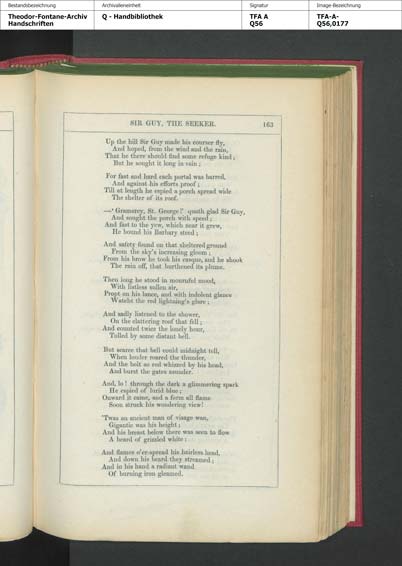 Bestandsbezeichnung
Archivalieneinheit
Signatur
Image-Bezeichnung
Theodor-Fontane-Archiv
Handschriften
Q - Handbibliothek
TFA A
Q56
TFA-A-
Q56,0177
SIR GUY, THE SEEKER. 163
Up the hill Sir Guy made his courser fly,
And hoped, from the wind and the rain,
That he there should find some refuge kind;
But he sought it long in vain;
For fast and hard each portal was barred,
And against his efforts proof;
Till at length he espied a porch spread wide
The shelter of its roof.
—'Gramercy, St. George!' quoth glad Sir Guy,
And sought the porch with speed;
And fast to the yew, which near it grew,
He bound his Barbary steed;
And safety found on that sheltered ground
From the sky's increasing gloom;
From his brow he took his casque, and he shook
The rain off, that burthened its plume.
Then long he stood in mournful mood,
With listless sullen air,
Propt on his lance, and with indolent glance
Watcht the red lightning's glare;
And sadly listened to the shower,
On the clattering roof that fell;
And counted twice the lonely hour,
Tolled by some distant bell.
But scarce that bell could midnight tell,
When louder roared the thunder,
And the bolt so red whizzed by his head,
And burst the gates asunder.
And, lo! through the dark a glimmering spark
He espied of lurid blue;
Onward it came, and a form all flame
Soon struck his wondering view!
'Twas an ancient man of visage wan,
Gigantic was his height;
And his breast below there was seen to flow
A beard of grizzled white:
And flames o'er-spread his hairless head,
And down his beard they streamed;
And in his hand a radiant wand
Of burning iron gleamed.